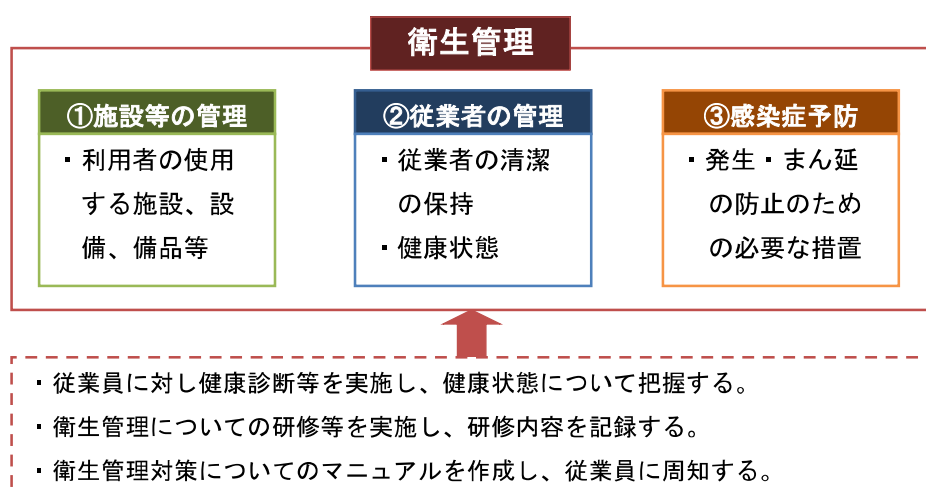 衛生管理
①施設等の管理
・利用者の使用
する施設、設
備、備品等
②従業者の管理
・従業者の清潔
の保持
・健康状態
③感染症予防
・発生・まん延
の防止のため
の必要な措置
・従業員に対し健康診断等を実施し、健康状態について把握する。
・衛生管理についての研修等を実施し、研修内容を記録する。
・衛生管理対策についてのマニュアルを作成し、従業員に周知する。